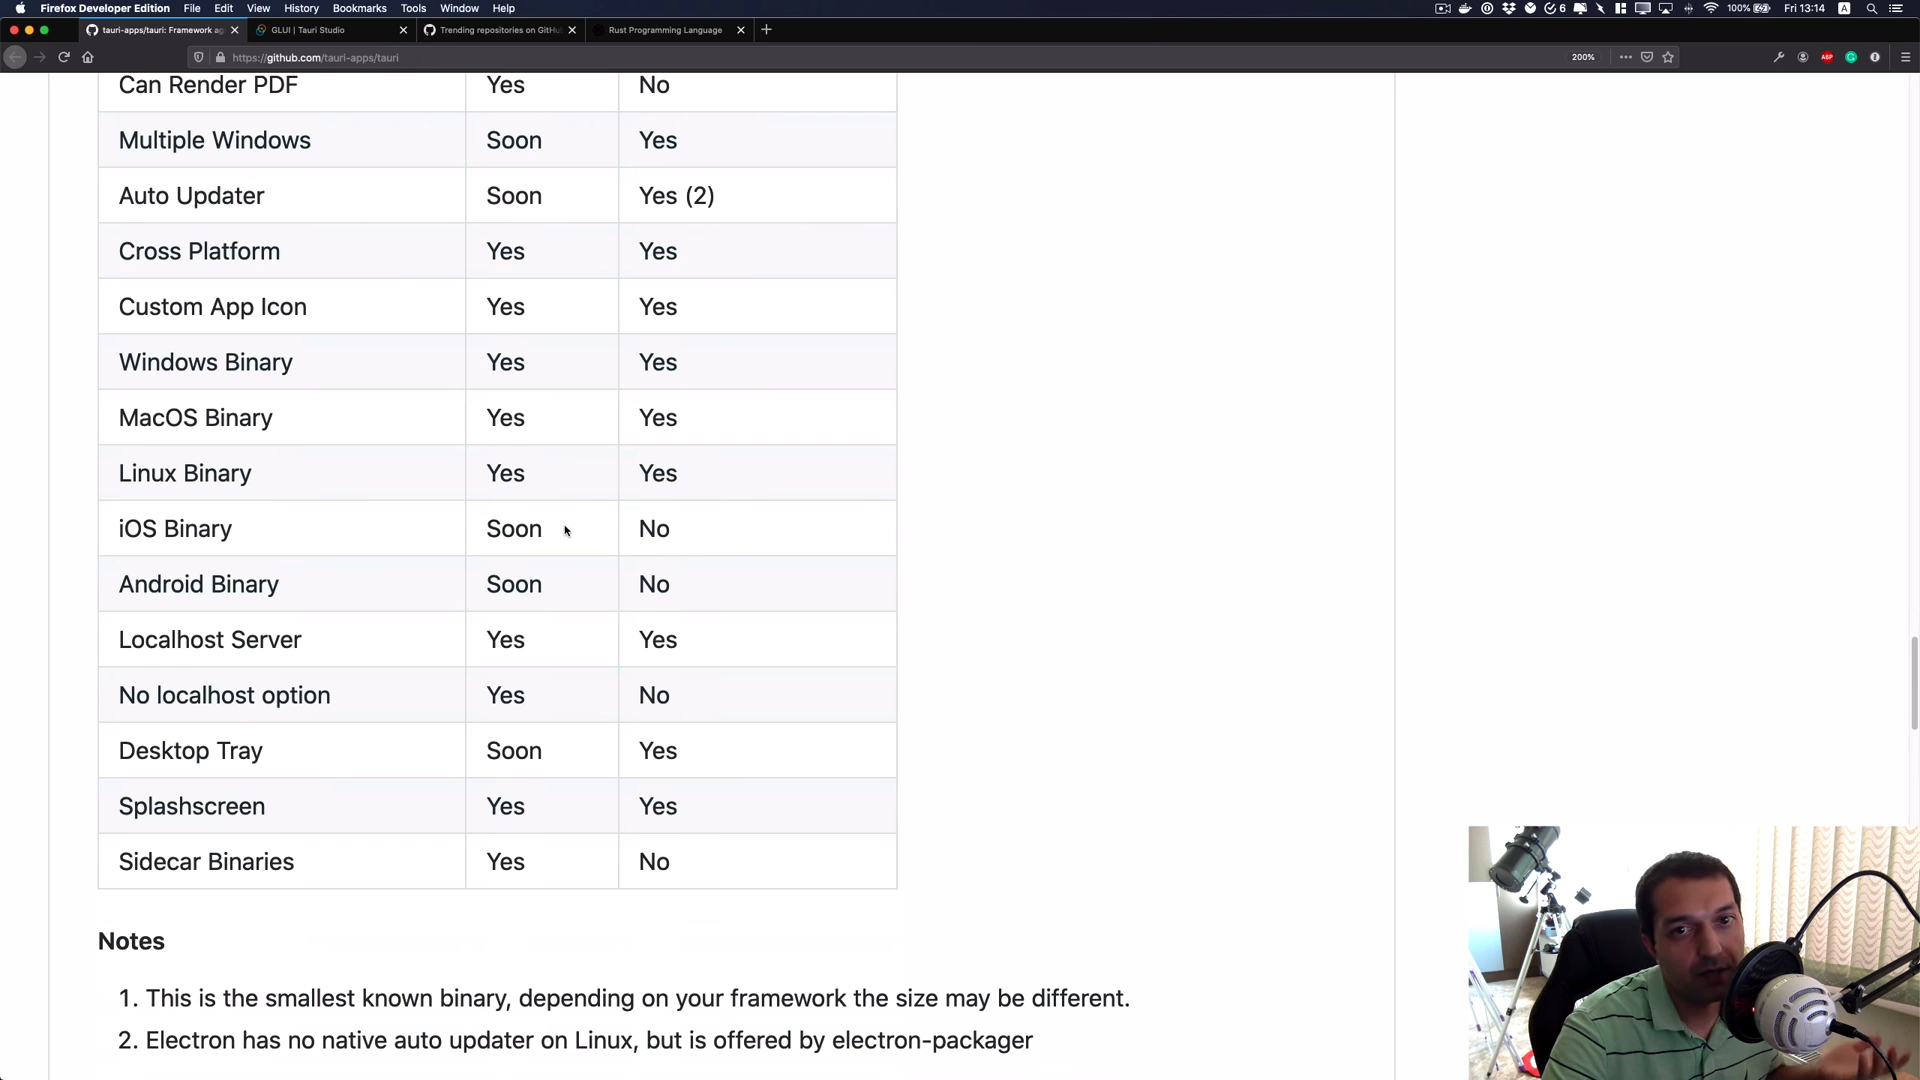 Firefox Developer Edition File Edit View History Bookmarks Tools Window Help 6 100% Fri 13:14 A
tauri-apps/tauri: Framework ag GLUI | Tauri Studio Trending repositories on GitHu Rust Programming Language
https://github.com/tauri-apps/tauri 200% ABP
Can Render PDF Yes No
Multiple Windows Soon Yes
Auto Updater Soon Yes (2)
Cross Platform Yes Yes
Custom App Icon Yes Yes
Windows Binary Yes Yes
MacOS Binary Yes Yes
Linux Binary Yes Yes
iOS Binary Soon No
Android Binary Soon No
Localhost Server Yes Yes
No localhost option Yes No
Desktop Tray Soon Yes
Splashscreen Yes Yes
Sidecar Binaries Yes No
Notes
1. This is the smallest known binary, depending on your framework the size may be different.
2. Electron has no native auto updater on Linux, but is offered by electron-packager